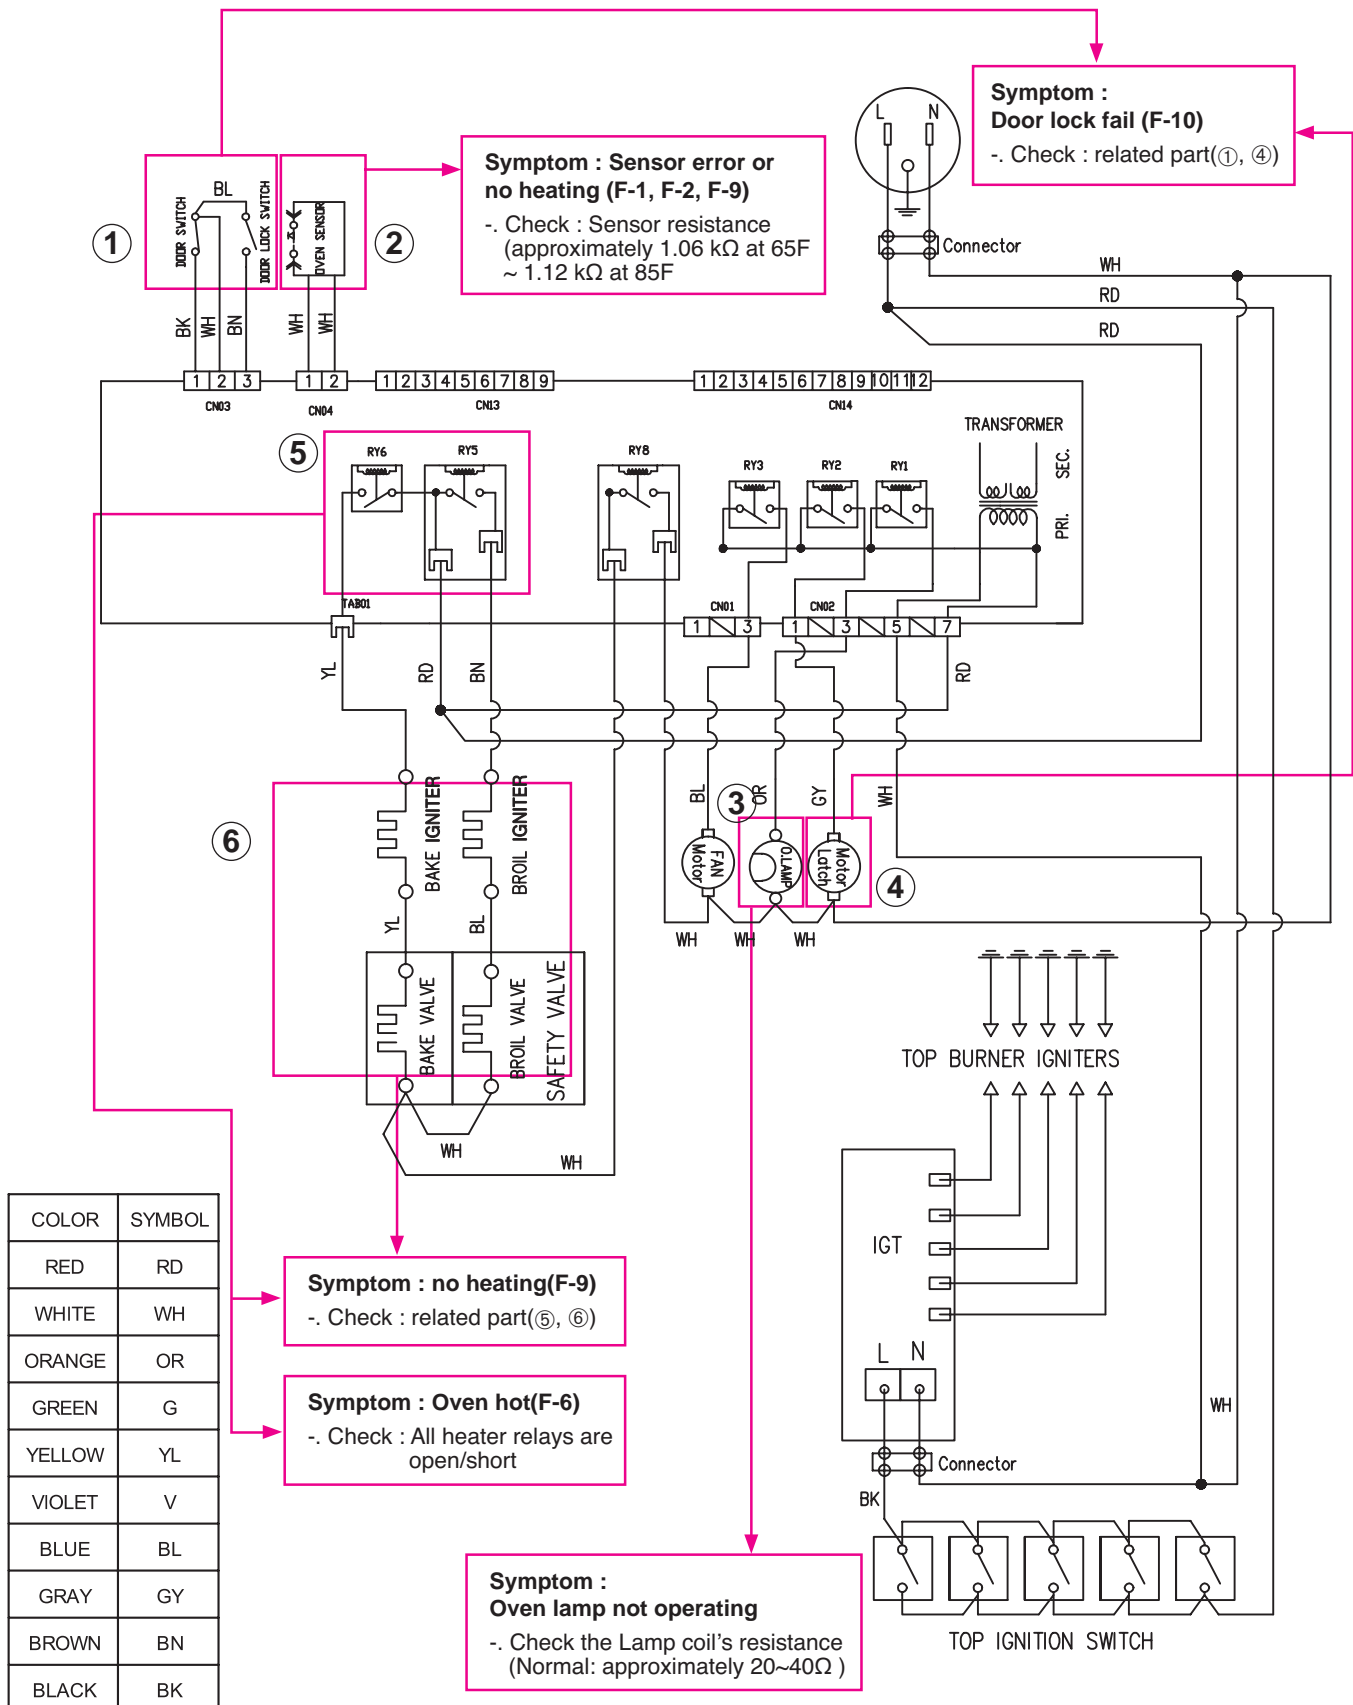 Symptom :
Door lock fail (F-10)
-. Check : related part(①, ④)
L N
Connector
WH
RD
RD
Symptom : Sensor error or
no heating (F-1, F-2, F-9)
-. Check : Sensor resistance
(approximately 1.06 kΩ at 65F
~ 1.12 kΩ at 85F
1
BL
DOOR SWITCH
DOOR LOCK SWITCH
OVEN SENSOR
2
BK
WH
BN
WH
WH
1 2 3
1 2
1 2 3 4 5 6 7 8 9
1 2 3 4 5 6 7 8 9 10 11 12
CN03
CN04
CN13
CN14
5
RY6
RY5
RY8
RY3
RY2
RY1
TRANSFORMER
SEC.
PRI.
TAB01
CN01
CN02
1 3
1 3 5 7
YL
RD
BN
RD
BL
3
OR
GY
WH
6
BAKE IGNITER
BROIL IGNITER
FAN
Motor
O.LAMP
Motor
Latch
4
YL
BL
WH
WH
WH
BAKE VALVE
BROIL VALVE
SAFETY VALVE
WH
WH
TOP BURNER IGNITERS
IGT
L N
WH
Connector
BK
TOP IGNITION SWITCH
Symptom : no heating(F-9)
-. Check : related part(⑤, ⑥)
Symptom : Oven hot(F-6)
-. Check : All heater relays are
open/short
Symptom :
Oven lamp not operating
-. Check the Lamp coil's resistance
(Normal: approximately 20~40Ω )
COLOR SYMBOL
RED RD
WHITE WH
ORANGE OR
GREEN G
YELLOW YL
VIOLET V
BLUE BL
GRAY GY
BROWN BN
BLACK BK